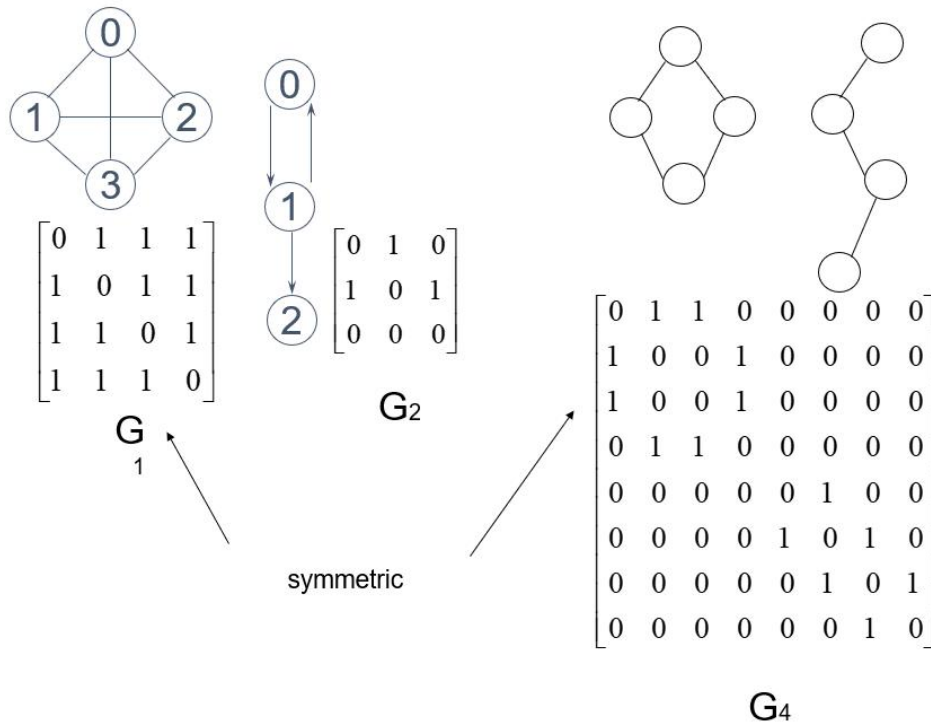 0
1 2
3
0 1 1 1
1 0 1 1
1 1 0 1
1 1 1 0
G
1
0
1
2
0 1 0
1 0 1
0 0 0
G2
symmetric
0 1 1 0 0 0 0 0
1 0 0 1 0 0 0 0
1 0 0 1 0 0 0 0
0 1 1 0 0 0 0 0
0 0 0 0 0 1 0 0
0 0 0 0 1 0 1 0
0 0 0 0 0 1 0 1
0 0 0 0 0 0 1 0
G4